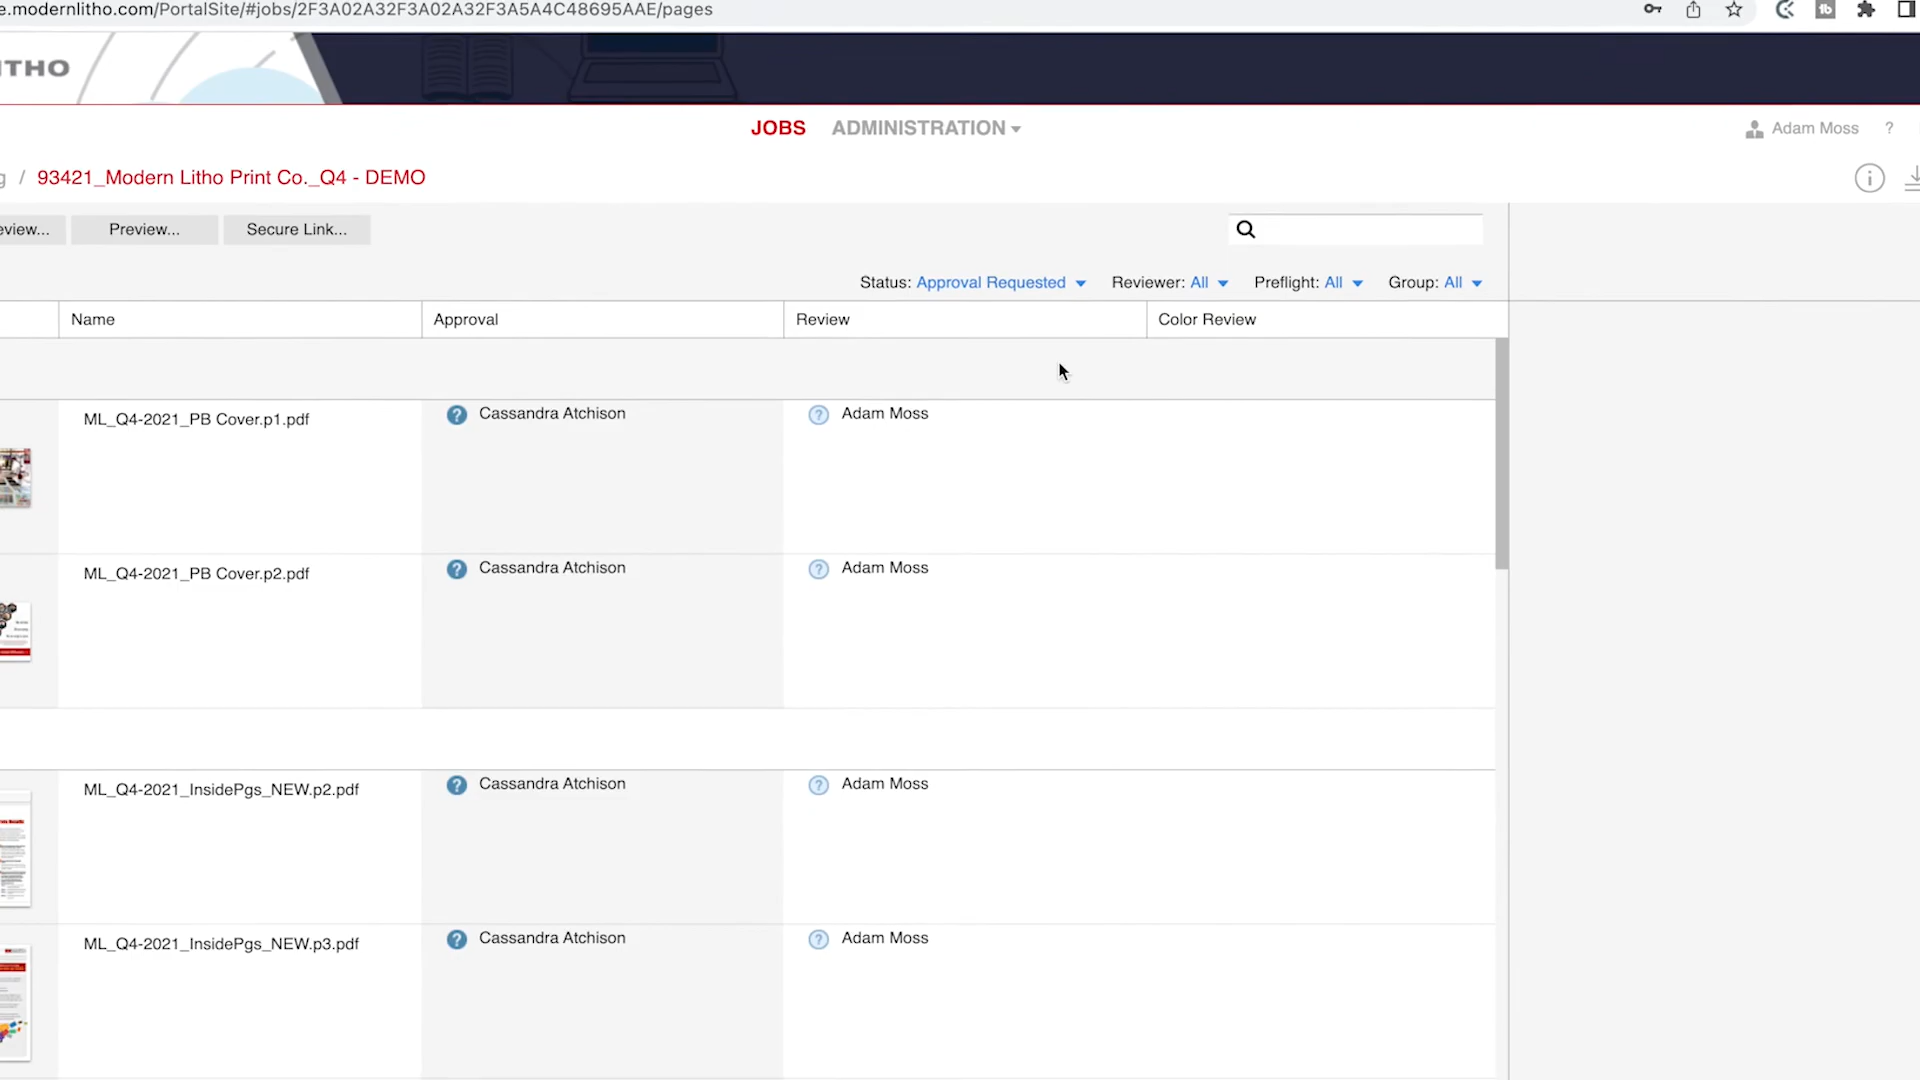 e.modernlitho.com/PortalSite/#jobs/2F3A02A32F3A02A32F3A5A4C48695AAE/pages
ITHO
JOBS ADMINISTRATION
Adam Moss ?
g / 93421_Modern Litho Print Co._Q4 - DEMO
eview... Preview... Secure Link...
Status: Approval Requested Reviewer: All Preflight: All Group: All
Name Approval Review Color Review
ML_Q4-2021_PB Cover.p1.pdf ? Cassandra Atchison ? Adam Moss
ML_Q4-2021_PB Cover.p2.pdf ? Cassandra Atchison ? Adam Moss
ML_Q4-2021_InsidePgs_NEW.p2.pdf ? Cassandra Atchison ? Adam Moss
ML_Q4-2021_InsidePgs_NEW.p3.pdf ? Cassandra Atchison ? Adam Moss